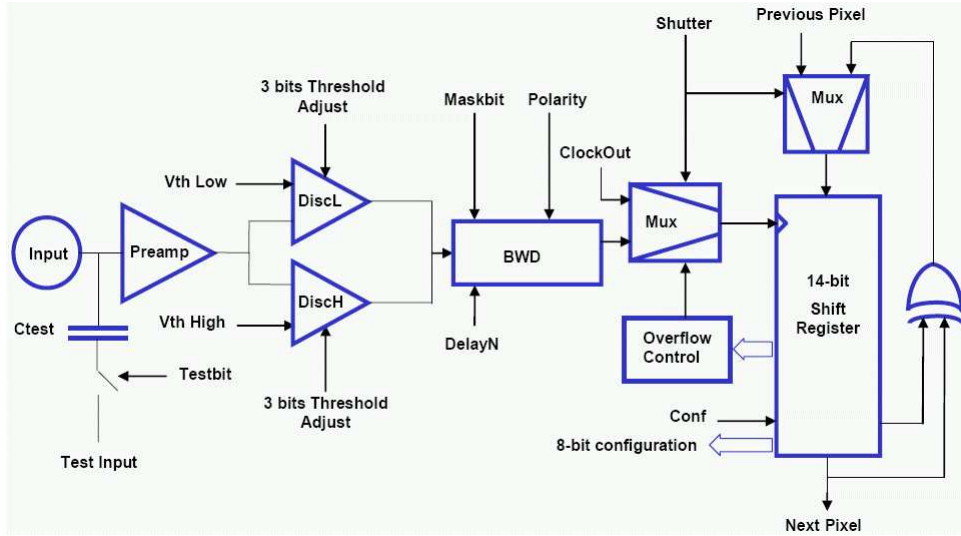 Previous Pixel
Shutter
3 bits Threshold
Adjust
Maskbit
Polarity
Mux
ClockOut
Vth Low
DiscL
Mux
Input
Preamp
BWD
DiscH
14-bit
Shift
Register
Ctest
Vth High
DelayN
Overflow
Control
Testbit
3 bits Threshold
Adjust
Conf
8-bit configuration
Test Input
Next Pixel